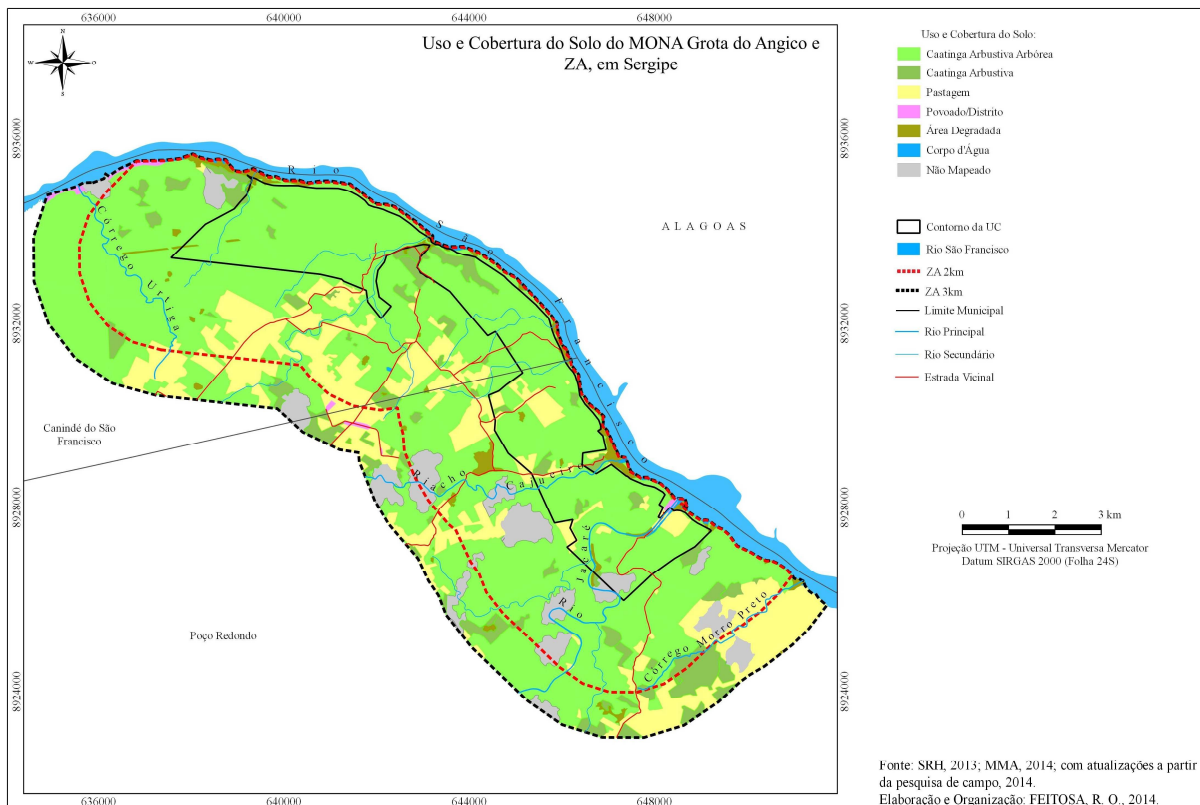 636000
640000
644000
648000
Uso e Cobertura do Solo do MONA Grota do Angico e
ZA, em Sergipe
N
W
O
S
8936000
8932000
8928000
8924000
8936000
8932000
8928000
8924000
Rio
São
Francisco
ALAGOAS
Córrego Urtiga
Canindé do São
Francisco
Riacho Cajueiro
Rio Jacaré
Córrego Morro Preto
Poço Redondo
636000
640000
644000
648000
Uso e Cobertura do Solo:
Caatinga Arbustiva Arbórea
Caatinga Arbustiva
Pastagem
Povoado/Distrito
Área Degradada
Corpo d'Água
Não Mapeado
Contorno da UC
Rio São Francisco
ZA 2km
ZA 3km
Limite Municipal
Rio Principal
Rio Secundário
Estrada Vicinal
0 1 2 3 km
Projeção UTM - Universal Transversa Mercator
Datum SIRGAS 2000 (Folha 24S)
Fonte: SRH, 2013; MMA, 2014; com atualizações a partir
da pesquisa de campo, 2014.
Elaboração e Organização: FEITOSA, R. O., 2014.